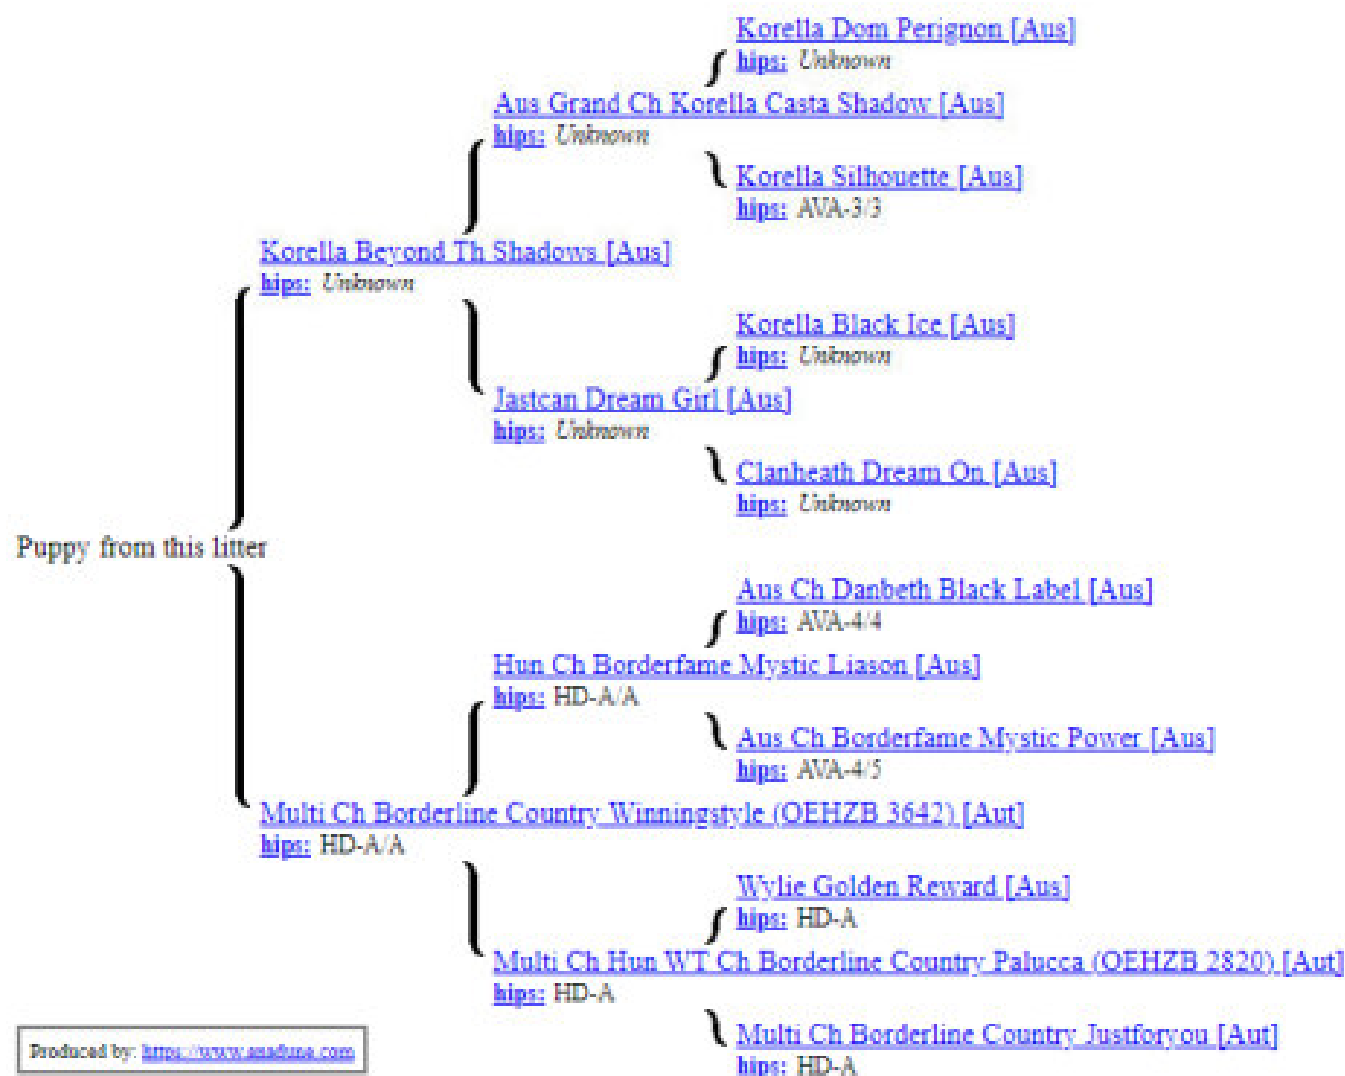 Korella Dom Perignon [Aus]
hips: Unknown
Aus Grand Ch Korella Casta Shadow [Aus]
hips: Unknown
Korella Silhouette [Aus]
hips: AVA-3/3
Korella Beyond Th Shadows [Aus]
hips: Unknown
Korella Black Ice [Aus]
hips: Unknown
Jastcan Dream Girl [Aus]
hips: Unknown
Clanheath Dream On [Aus]
hips: Unknown
Puppy from this litter
Aus Ch Danbeth Black Label [Aus]
hips: AVA-4/4
Hun Ch Borderfame Mystic Liason [Aus]
hips: HD-A/A
Aus Ch Borderfame Mystic Power [Aus]
hips: AVA-4/5
Multi Ch Borderline Country Winningstyle (OEHZB 3642) [Aut]
hips: HD-A/A
Wylie Golden Reward [Aus]
hips: HD-A
Multi Ch Hun WT Ch Borderline Country Palucca (OEHZB 2820) [Aut]
hips: HD-A
Multi Ch Borderline Country Justforyou [Aut]
hips: HD-A
Produced by: https://www.anadune.com